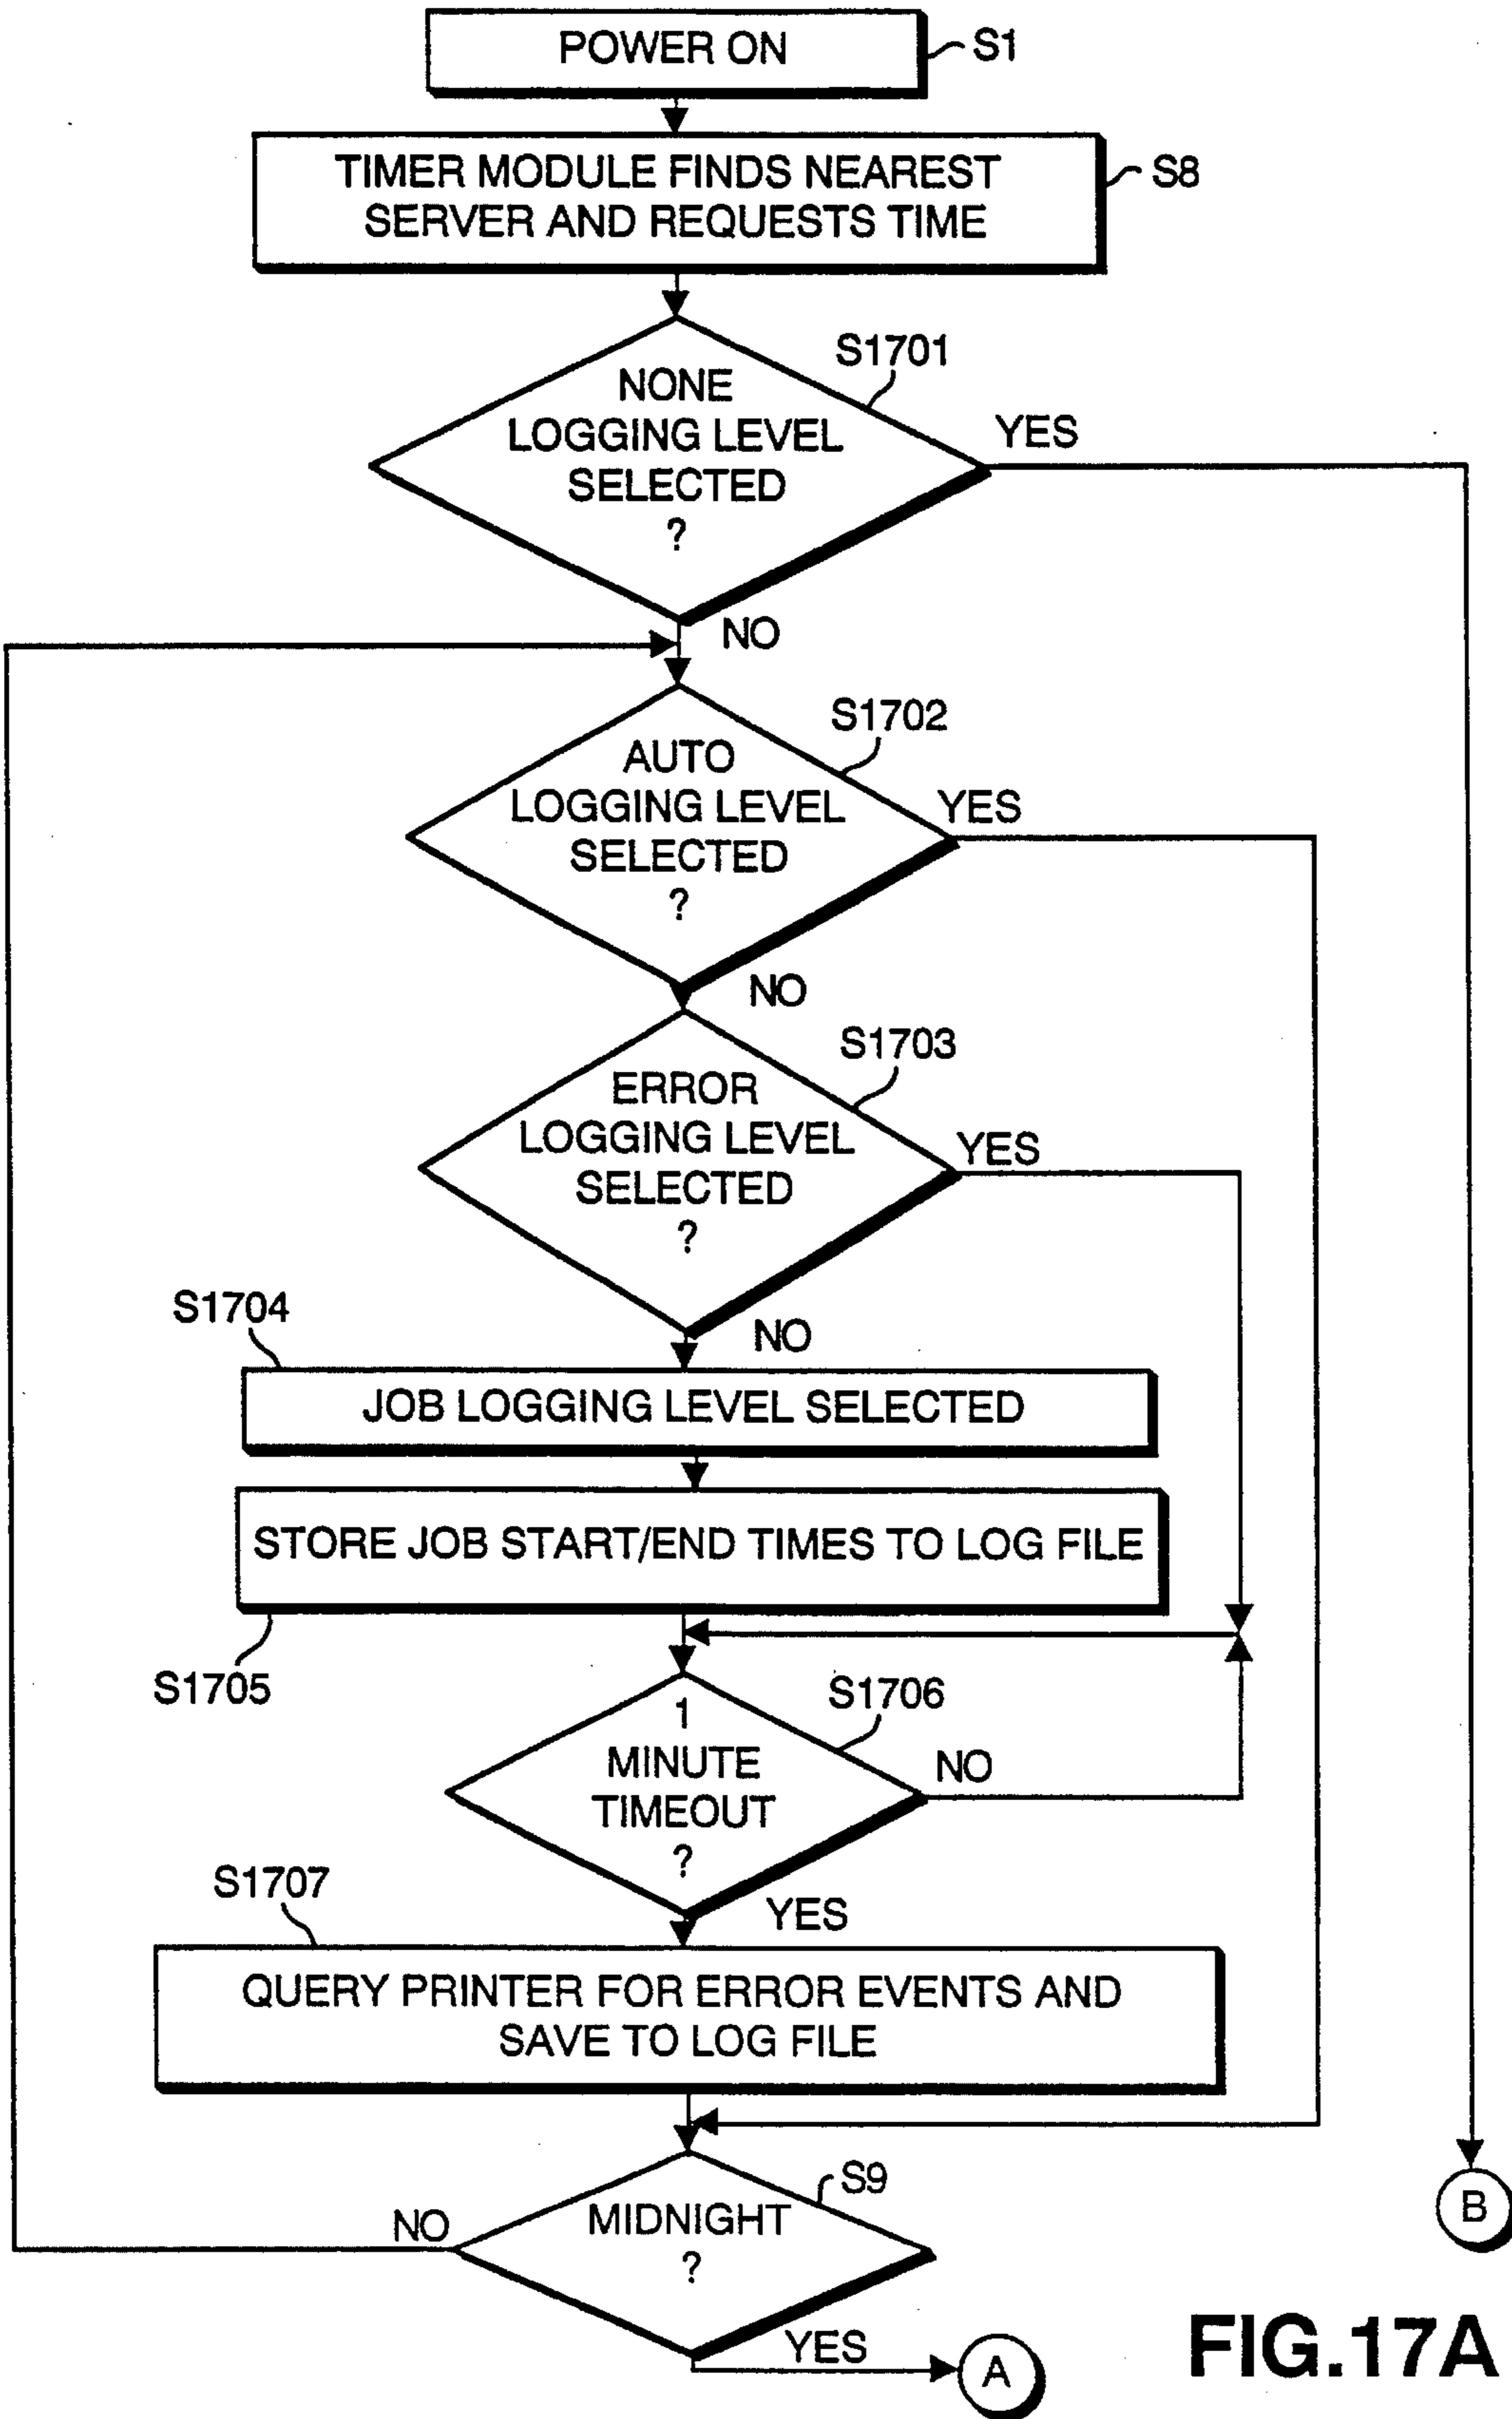 POWER ON
S1
TIMER MODULE FINDS NEAREST
SERVER AND REQUESTS TIME
S8
S1701
NONE
LOGGING LEVEL
SELECTED
?
YES
NO
S1702
AUTO
LOGGING LEVEL
SELECTED
?
YES
NO
S1703
ERROR
LOGGING LEVEL
SELECTED
?
YES
NO
S1704
JOB LOGGING LEVEL SELECTED
STORE JOB START/END TIMES TO LOG FILE
S1705
S1706
1
MINUTE
TIMEOUT
?
NO
YES
S1707
QUERY PRINTER FOR ERROR EVENTS AND
SAVE TO LOG FILE
S9
MIDNIGHT
?
NO
YES
A
B
FIG.17A